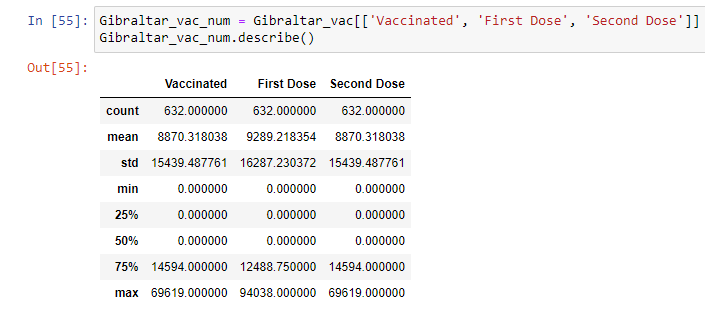 In [55]: Gibraltar_vac_num = Gibraltar_vac[['Vaccinated', 'First Dose', 'Second Dose']]
Gibraltar_vac_num.describe()
Out[55]:
Vaccinated First Dose Second Dose
count 632.000000 632.000000 632.000000
mean 8870.318038 9289.218354 8870.318038
std 15439.487761 16287.230372 15439.487761
min 0.000000 0.000000 0.000000
25% 0.000000 0.000000 0.000000
50% 0.000000 0.000000 0.000000
75% 14594.000000 12488.750000 14594.000000
max 69619.000000 94038.000000 69619.000000